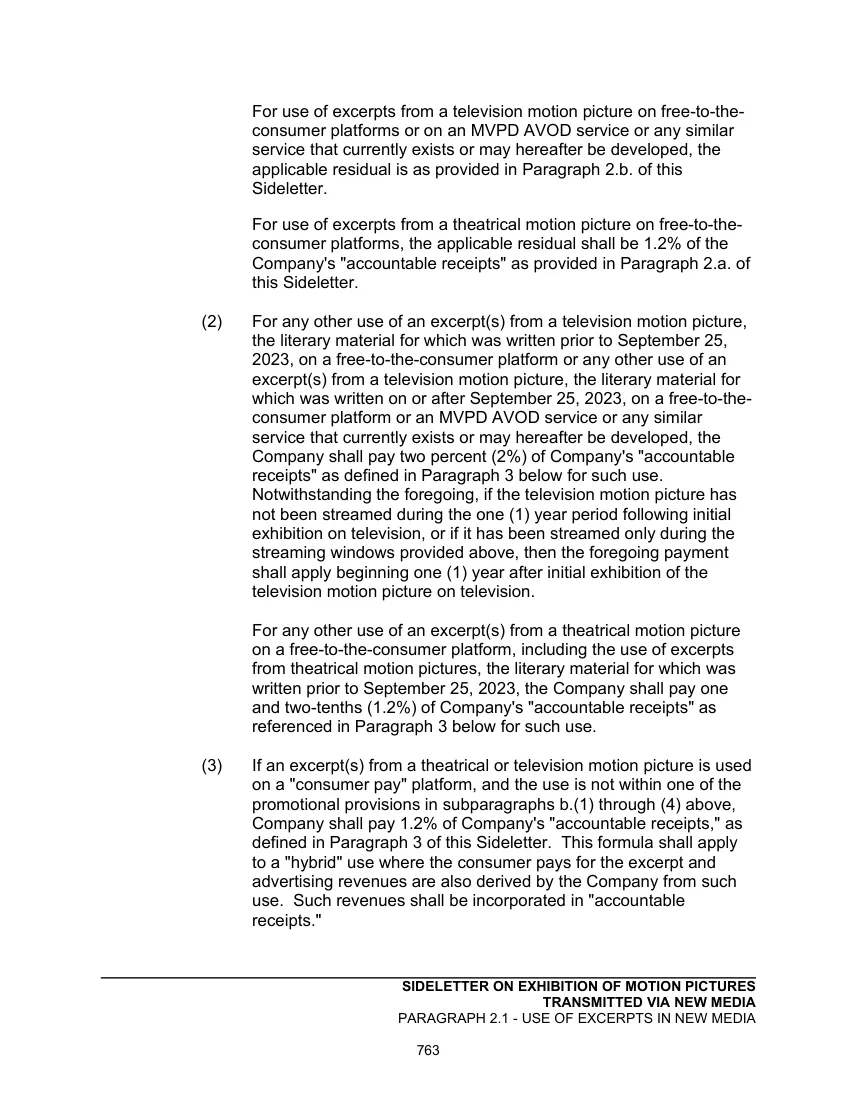 For use of excerpts from a television motion picture on free-to-the-
consumer platforms or on an MVPD AVOD service or any similar
service that currently exists or may hereafter be developed, the
applicable residual is as provided in Paragraph 2.b. of this
Sideletter.
For use of excerpts from a theatrical motion picture on free-to-the-
consumer platforms, the applicable residual shall be 1.2% of the
Company's "accountable receipts" as provided in Paragraph 2.a. of
this Sideletter.
(2) For any other use of an excerpt(s) from a television motion picture,
the literary material for which was written prior to September 25,
2023, on a free-to-the-consumer platform or any other use of an
excerpt(s) from a television motion picture, the literary material for
which was written on or after September 25, 2023, on a free-to-the-
consumer platform or an MVPD AVOD service or any similar
service that currently exists or may hereafter be developed, the
Company shall pay two percent (2%) of Company's "accountable
receipts" as defined in Paragraph 3 below for such use.
Notwithstanding the foregoing, if the television motion picture has
not been streamed during the one (1) year period following initial
exhibition on television, or if it has been streamed only during the
streaming windows provided above, then the foregoing payment
shall apply beginning one (1) year after initial exhibition of the
television motion picture on television.
For any other use of an excerpt(s) from a theatrical motion picture
on a free-to-the-consumer platform, including the use of excerpts
from theatrical motion pictures, the literary material for which was
written prior to September 25, 2023, the Company shall pay one
and two-tenths (1.2%) of Company's "accountable receipts" as
referenced in Paragraph 3 below for such use.
(3) If an excerpt(s) from a theatrical or television motion picture is used
on a "consumer pay" platform, and the use is not within one of the
promotional provisions in subparagraphs b.(1) through (4) above,
Company shall pay 1.2% of Company's "accountable receipts," as
defined in Paragraph 3 of this Sideletter.  This formula shall apply
to a "hybrid" use where the consumer pays for the excerpt and
advertising revenues are also derived by the Company from such
use.  Such revenues shall be incorporated in "accountable
receipts."
SIDELETTER ON EXHIBITION OF MOTION PICTURES
TRANSMITTED VIA NEW MEDIA
PARAGRAPH 2.1 - USE OF EXCERPTS IN NEW MEDIA
763